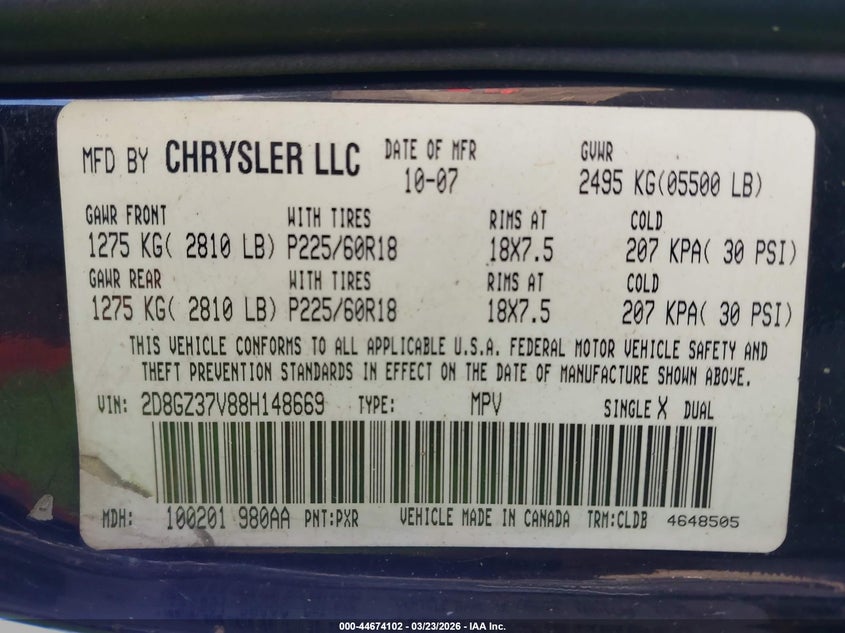 MFD BY CHRYSLER LLC DATE OF MFR GVWR
10-07 2495 KG(05500 LB)
GAWR FRONT WITH TIRES RIMS AT COLD
1275 KG( 2810 LB) P225/60R18 18X7.5 207 KPA( 30 PSI)
GAWR REAR WITH TIRES RIMS AT COLD
1275 KG( 2810 LB) P225/60R18 18X7.5 207 KPA( 30 PSI)
THIS VEHICLE CONFORMS TO ALL APPLICABLE U.S.A. FEDERAL MOTOR VEHICLE SAFETY AND
THEFT PREVENTION STANDARDS IN EFFECT ON THE DATE OF MANUFACTURE SHOWN ABOVE.
VIN: 2D8GZ37V88H148669 TYPE: MPV SINGLE X DUAL
MDH: 100201 980AA PNT:PXR VEHICLE MADE IN CANADA TRM:CLDB 4648505
000-44674102 - 03/23/2026 - IAA Inc.